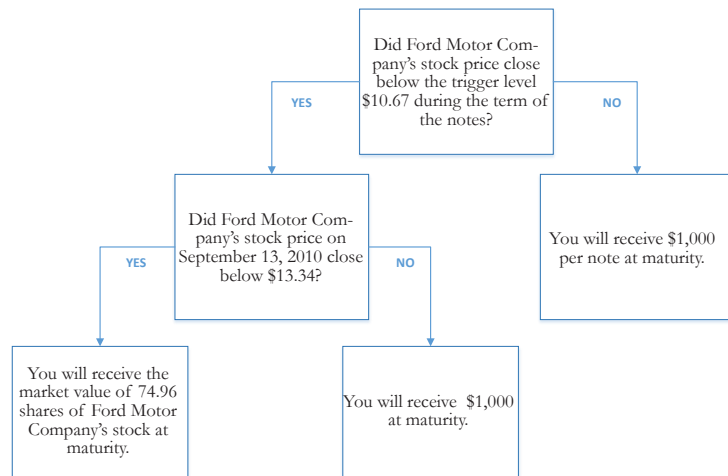 Did Ford Motor Com-
pany's stock price close
below the trigger level
$10.67 during the term of
the notes?
YES
NO
Did Ford Motor Com-
pany's stock price on
September 13, 2010 close
below $13.34?
You will receive $1,000
per note at maturity.
YES
NO
You will receive the
market value of 74.96
shares of Ford Motor
Company's stock at
maturity.
You will receive $1,000
at maturity.